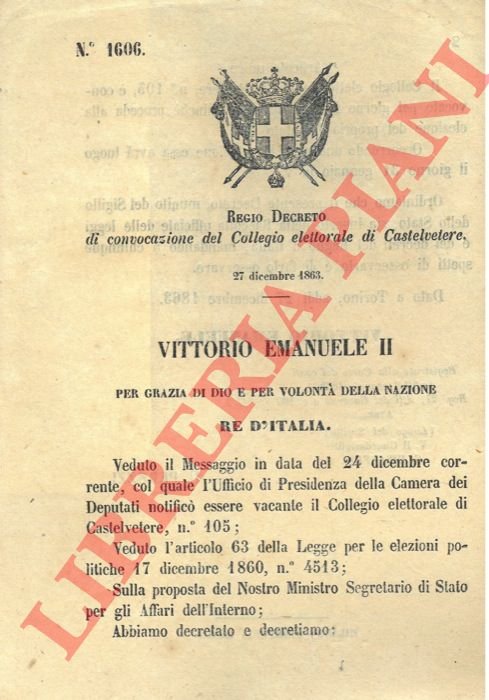 N.° 1606.
REGIO DECRETO
di convocazione del Collegio elettorale di Castelvetere.
27 dicembre 1863.
VITTORIO EMANUELE II
PER GRAZIA DI DIO E PER VOLONTÀ DELLA NAZIONE
RE D'ITALIA.
Veduto il Messaggio in data del 24 dicembre cor-
rente, col quale l'Ufficio di Presidenza della Camera dei
Deputati notificò essere vacante il Collegio elettorale di
Castelvetere, n.° 105;
Veduto l'articolo 63 della Legge per le elezioni po-
litiche 17 dicembre 1860, n.° 4513;
Sulla proposta del Nostro Ministro Segretario di Stato
per gli Affari dell'Interno;
Abbiamo decretato e decretiamo:
LIBRERIA PIANI